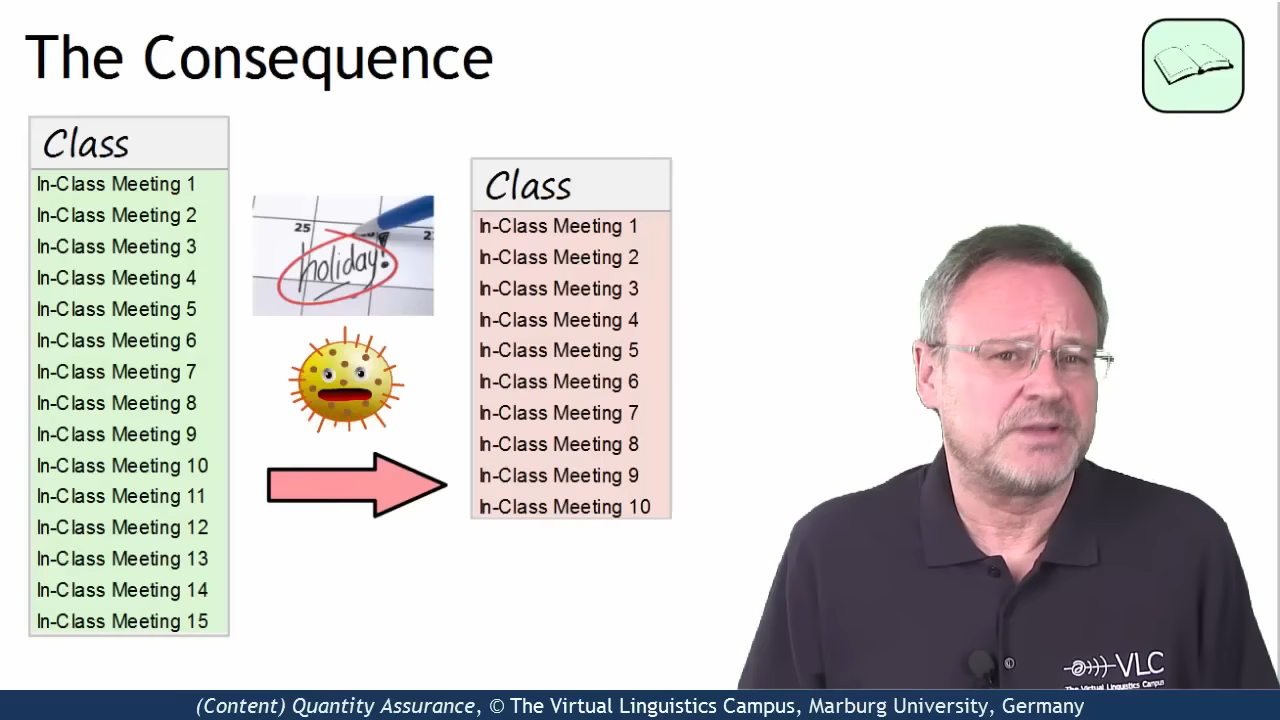 The Consequence
Class
In-Class Meeting 1
In-Class Meeting 2
In-Class Meeting 3
In-Class Meeting 4
In-Class Meeting 5
In-Class Meeting 6
In-Class Meeting 7
In-Class Meeting 8
In-Class Meeting 9
In-Class Meeting 10
In-Class Meeting 11
In-Class Meeting 12
In-Class Meeting 13
In-Class Meeting 14
In-Class Meeting 15
25
holiday!
Class
In-Class Meeting 1
In-Class Meeting 2
In-Class Meeting 3
In-Class Meeting 4
In-Class Meeting 5
In-Class Meeting 6
In-Class Meeting 7
In-Class Meeting 8
In-Class Meeting 9
In-Class Meeting 10
VLC
The Virtual Linguistics Campus
(Content) Quantity Assurance, © The Virtual Linguistics Campus, Marburg University, Germany